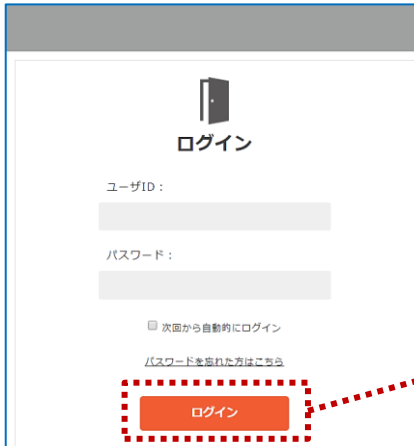 ログイン
ユーザID：
パスワード：
次回から自動的にログイン
パスワードを忘れた方はこちら
ログイン